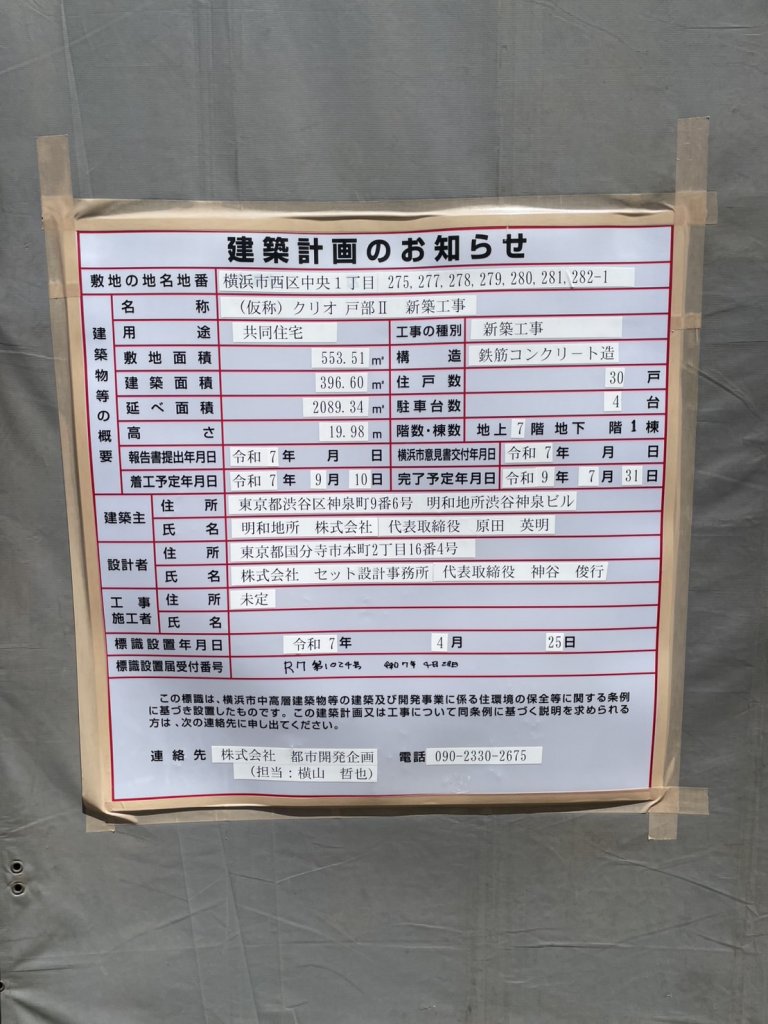 建築計画のお知らせ
敷地の地名地番 横浜市西区中央1丁目 275,277,278,279,280,281,282-1
建築物等の概要
名称 (仮称)クリオ 戸部Ⅱ 新築工事
用途 共同住宅 工事の種別 新築工事
敷地面積 553.51 ㎡ 構造 鉄筋コンクリート造
建築面積 396.60 ㎡ 住戸数 30 戸
延べ面積 2089.34 ㎡ 駐車台数 4 台
高さ 19.98 m 階数・棟数 地上 7 階 地下 階 1 棟
報告書提出年月日 令和 7 年 月 日 横浜市意見書交付年月日 令和 7 年 月 日
着工予定年月日 令和 7 年 9 月 10 日 完了予定年月日 令和 9 年 7 月 31 日
建築主 住所 東京都渋谷区神泉町9番6号 明和地所渋谷神泉ビル
氏名 明和地所 株式会社 代表取締役 原田 英明
設計者 住所 東京都国分寺市本町2丁目16番4号
氏名 株式会社 セット設計事務所 代表取締役 神谷 俊行
工事施工者 住所 未定
氏名
標識設置年月日 令和 7 年 4 月 25 日
標識設置届受付番号 R7 第1024号 令和7年4月
この標識は、横浜市中高層建築物等の建築及び開発事業に係る住環境の保全等に関する条例
に基づき設置したものです。この建築計画又は工事について同条例に基づく説明を求められる
方は、次の連絡先に申し出てください。
連絡先 株式会社 都市開発企画 電話 090-2330-2675
(担当:横山 哲也)